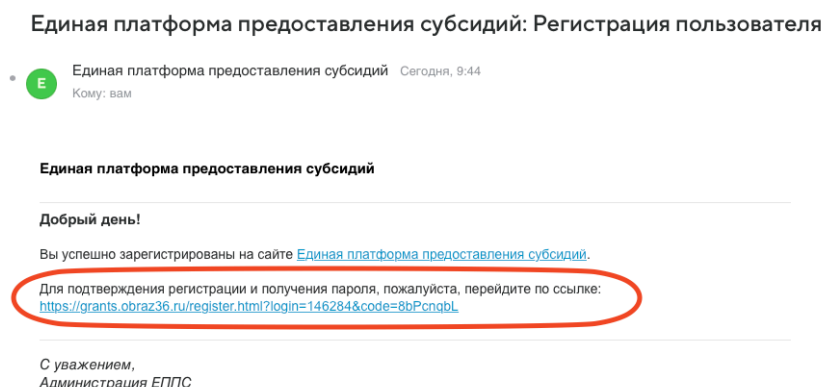 Единая платформа предоставления субсидий: Регистрация пользователя
Е
Единая платформа предоставления субсидий Сегодня, 9:44
Кому: вам
Единая платформа предоставления субсидий
Добрый день!
Вы успешно зарегистрированы на сайте Единая платформа предоставления субсидий.
Для подтверждения регистрации и получения пароля, пожалуйста, перейдите по ссылке:
https://grants.obraz36.ru/register.html?login=146284&code=8bPcnqbL
С уважением,
Администрация ЕППС